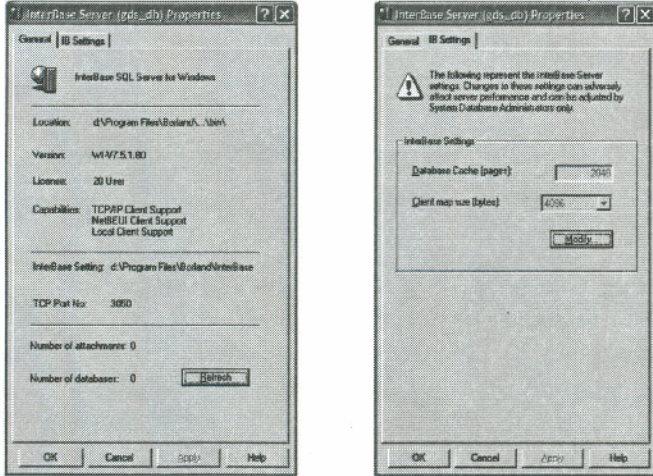 InterBase Server (gds_db) Properties
General
IB Settings
InterBase SQL Server for Windows
Location: d:\Program Files\Borland\...\bin\
Version: WI-V7.5.1.80
License: 20 User
Capabilities: TCP/IP Client Support
NetBEUI Client Support
Local Client Support
InterBase Setting: d:\Program Files\Borland\InterBase
TCP Port No: 3050
Number of attachments: 0
Number of databases: 0
Refresh
OK
Cancel
Apply
Help
InterBase Server (gds_db) Properties
General
IB Settings
The following represent the InterBase Server
settings. Changes to these settings can adversely
affect server performance and can be adjusted by
System Database Administrators only.
InterBase Settings
Database Cache (pages): 2048
Client map size (bytes): 4096
Modify...
OK
Cancel
Apply
Help